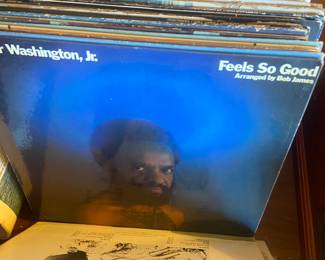 r Washington, Jr.
Feels So Good
Arranged by Bob James